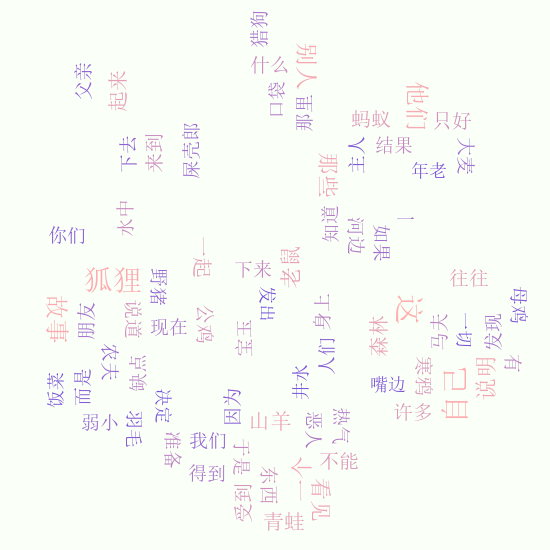 猎狗
什么
别人
父亲
起来
口袋
那里
他们
蚂蚁
只好
下去
来到
屎壳郎
主人
结果
大麦
年老
那些
水中
道路
河边
如果
一
你们
一起
下来
老鼠
狐狸
野猪
发出
上身
往往
母鸡
故事
朋友
说道
现在
公鸡
宝玉
人们
森林
这
马夫
一切
发现
有
农夫
缺点
井水
寒鸦
嘴边
自己
说明
饭菜
而是
弱小
羽毛
决定
因为
山羊
恶人
热气
许多
准备
我们
于是
得到
受到
东西
一个
不能
看见
青蛙